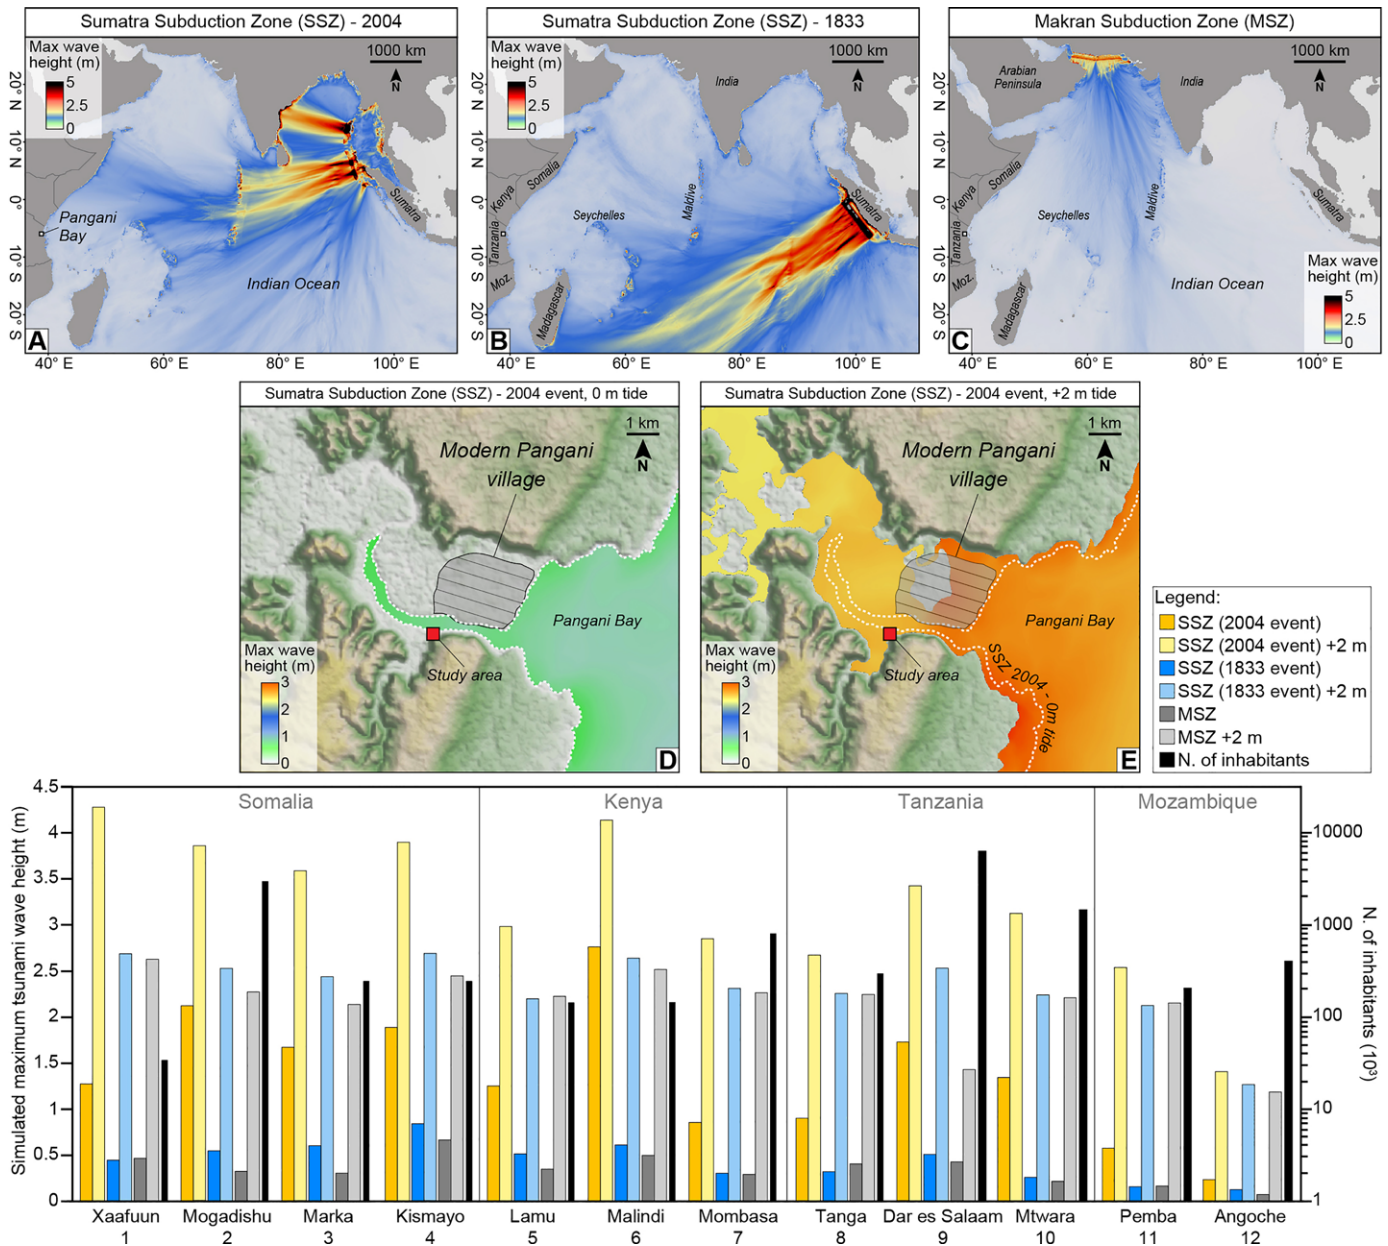 Sumatra Subduction Zone (SSZ) - 2004
Max wave
height (m)
5
2.5
0
1000 km
N
20° N
10° N
0°
10° S
20° S
Pangani
Bay
Sumatra
Indian Ocean
A
40° E
60° E
80° E
100° E
Sumatra Subduction Zone (SSZ) - 1833
Max wave
height (m)
5
2.5
0
1000 km
N
India
20° N
10° N
0°
10° S
20° S
Somalia
Kenya
Tanzania
Moz.
Seychelles
Maldive
Sumatra
Madagascar
B
40° E
60° E
80° E
100° E
Makran Subduction Zone (MSZ)
1000 km
N
Arabian
Peninsula
India
20° N
10° N
0°
10° S
20° S
Somalia
Kenya
Tanzania
Moz.
Seychelles
Maldive
Sumatra
Madagascar
Indian Ocean
Max wave
height (m)
5
2.5
0
C
40° E
60° E
80° E
100° E
Sumatra Subduction Zone (SSZ) - 2004 event, 0 m tide
1 km
N
Modern Pangani
village
Pangani Bay
Study area
Max wave
height (m)
3
2
1
0
D
Sumatra Subduction Zone (SSZ) - 2004 event, +2 m tide
1 km
N
Modern Pangani
village
Pangani Bay
Study area
SSZ 2004 - 0m tide
Max wave
height (m)
3
2
1
0
E
Legend:
SSZ (2004 event)
SSZ (2004 event) +2 m
SSZ (1833 event)
SSZ (1833 event) +2 m
MSZ
MSZ +2 m
N. of inhabitants
Simulated maximum tsunami wave height (m)
4.5
4
3.5
3
2.5
2
1.5
1
0.5
0
Somalia
Kenya
Tanzania
Mozambique
10000
1000
100
10
1
N. of inhabitants (10³)
Xaafuun
Mogadishu
Marka
Kismayo
Lamu
Malindi
Mombasa
Tanga
Dar es Salaam
Mtwara
Pemba
Angoche
1
2
3
4
5
6
7
8
9
10
11
12